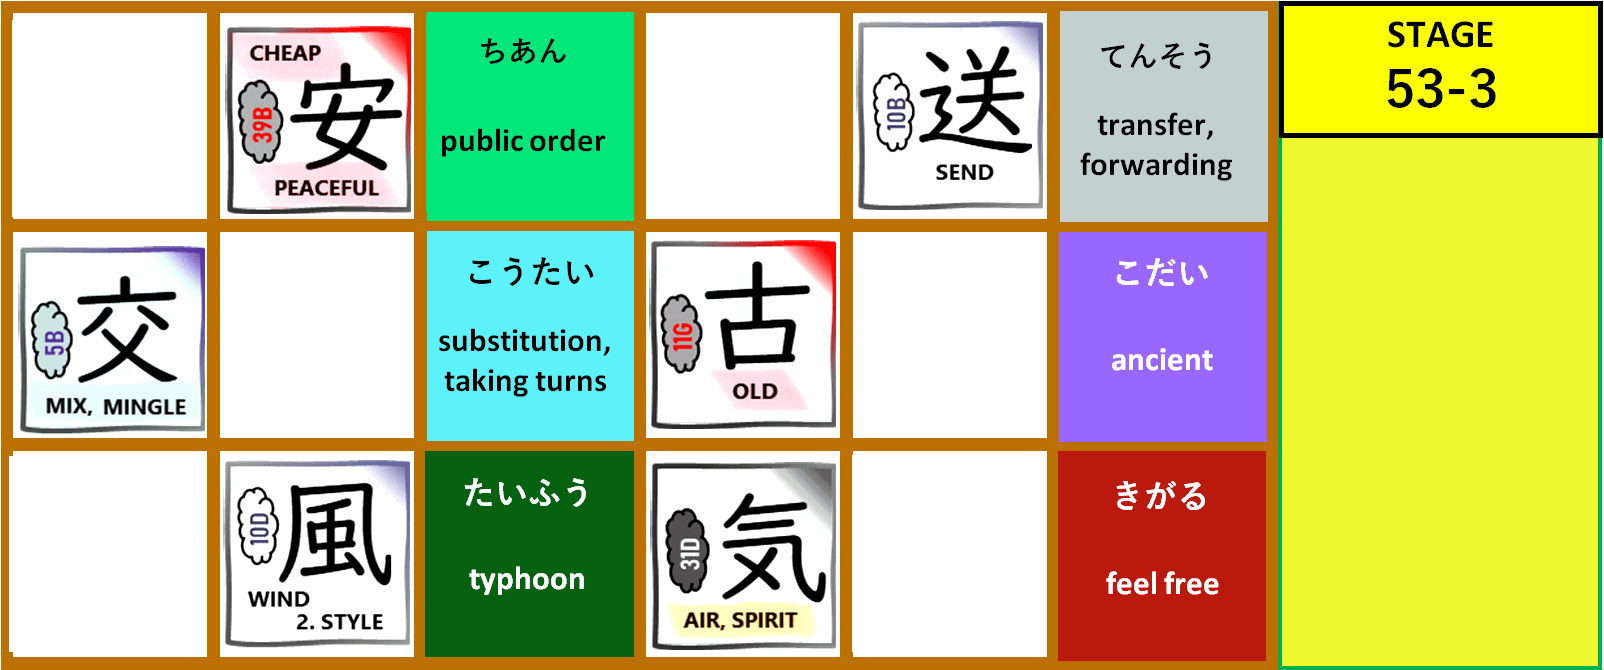 CHEAP
39B
安
PEACEFUL
ちあん
public order
10B
送
SEND
てんそう
transfer,
forwarding
STAGE
53-3
5B
交
MIX, MINGLE
こうたい
substitution,
taking turns
11G
古
OLD
こだい
ancient
10D
風
WIND
2. STYLE
たいふう
typhoon
31D
気
AIR, SPIRIT
きがる
feel free